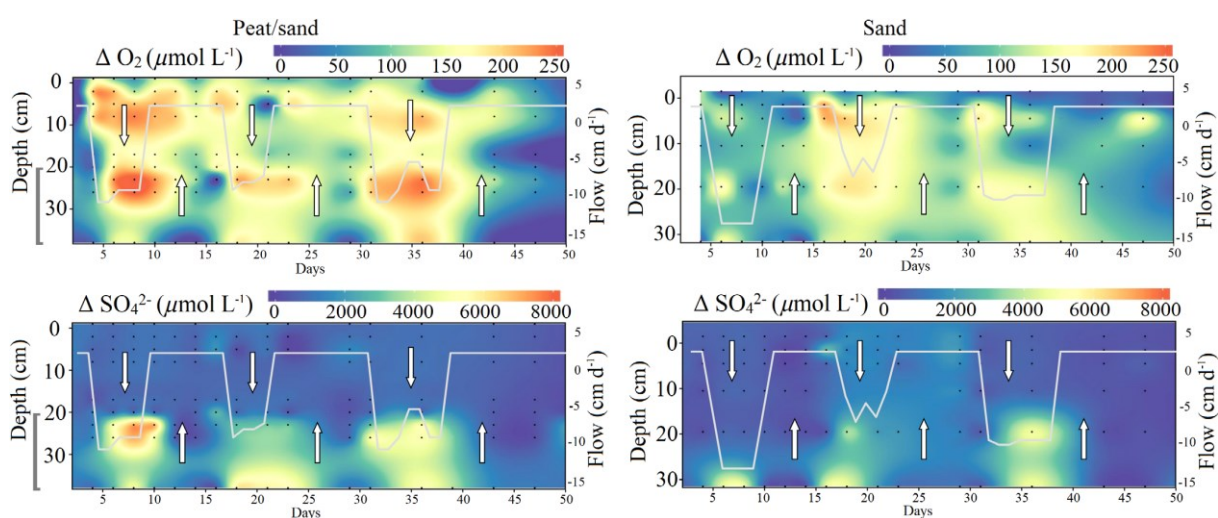 Peat/sand
Δ O₂ (μmol L⁻¹)
0 50 100 150 200 250
0
10
20
30
Depth (cm)
5
0
-5
-10
-15
Flow (cm d⁻¹)
5 10 15 20 25 30 35 40 45 50
Days
Sand
Δ O₂ (μmol L⁻¹)
0 50 100 150 200 250
0
10
20
30
Depth (cm)
5
0
-5
-10
-15
Flow (cm d⁻¹)
5 10 15 20 25 30 35 40 45 50
Days
Δ SO₄²⁻ (μmol L⁻¹)
0 2000 4000 6000 8000
0
10
20
30
Depth (cm)
5
0
-5
-10
-15
Flow (cm d⁻¹)
5 10 15 20 25 30 35 40 45 50
Days
Δ SO₄²⁻ (μmol L⁻¹)
0 2000 4000 6000 8000
0
10
20
30
Depth (cm)
5
0
-5
-10
-15
Flow (cm d⁻¹)
5 10 15 20 25 30 35 40 45 50
Days